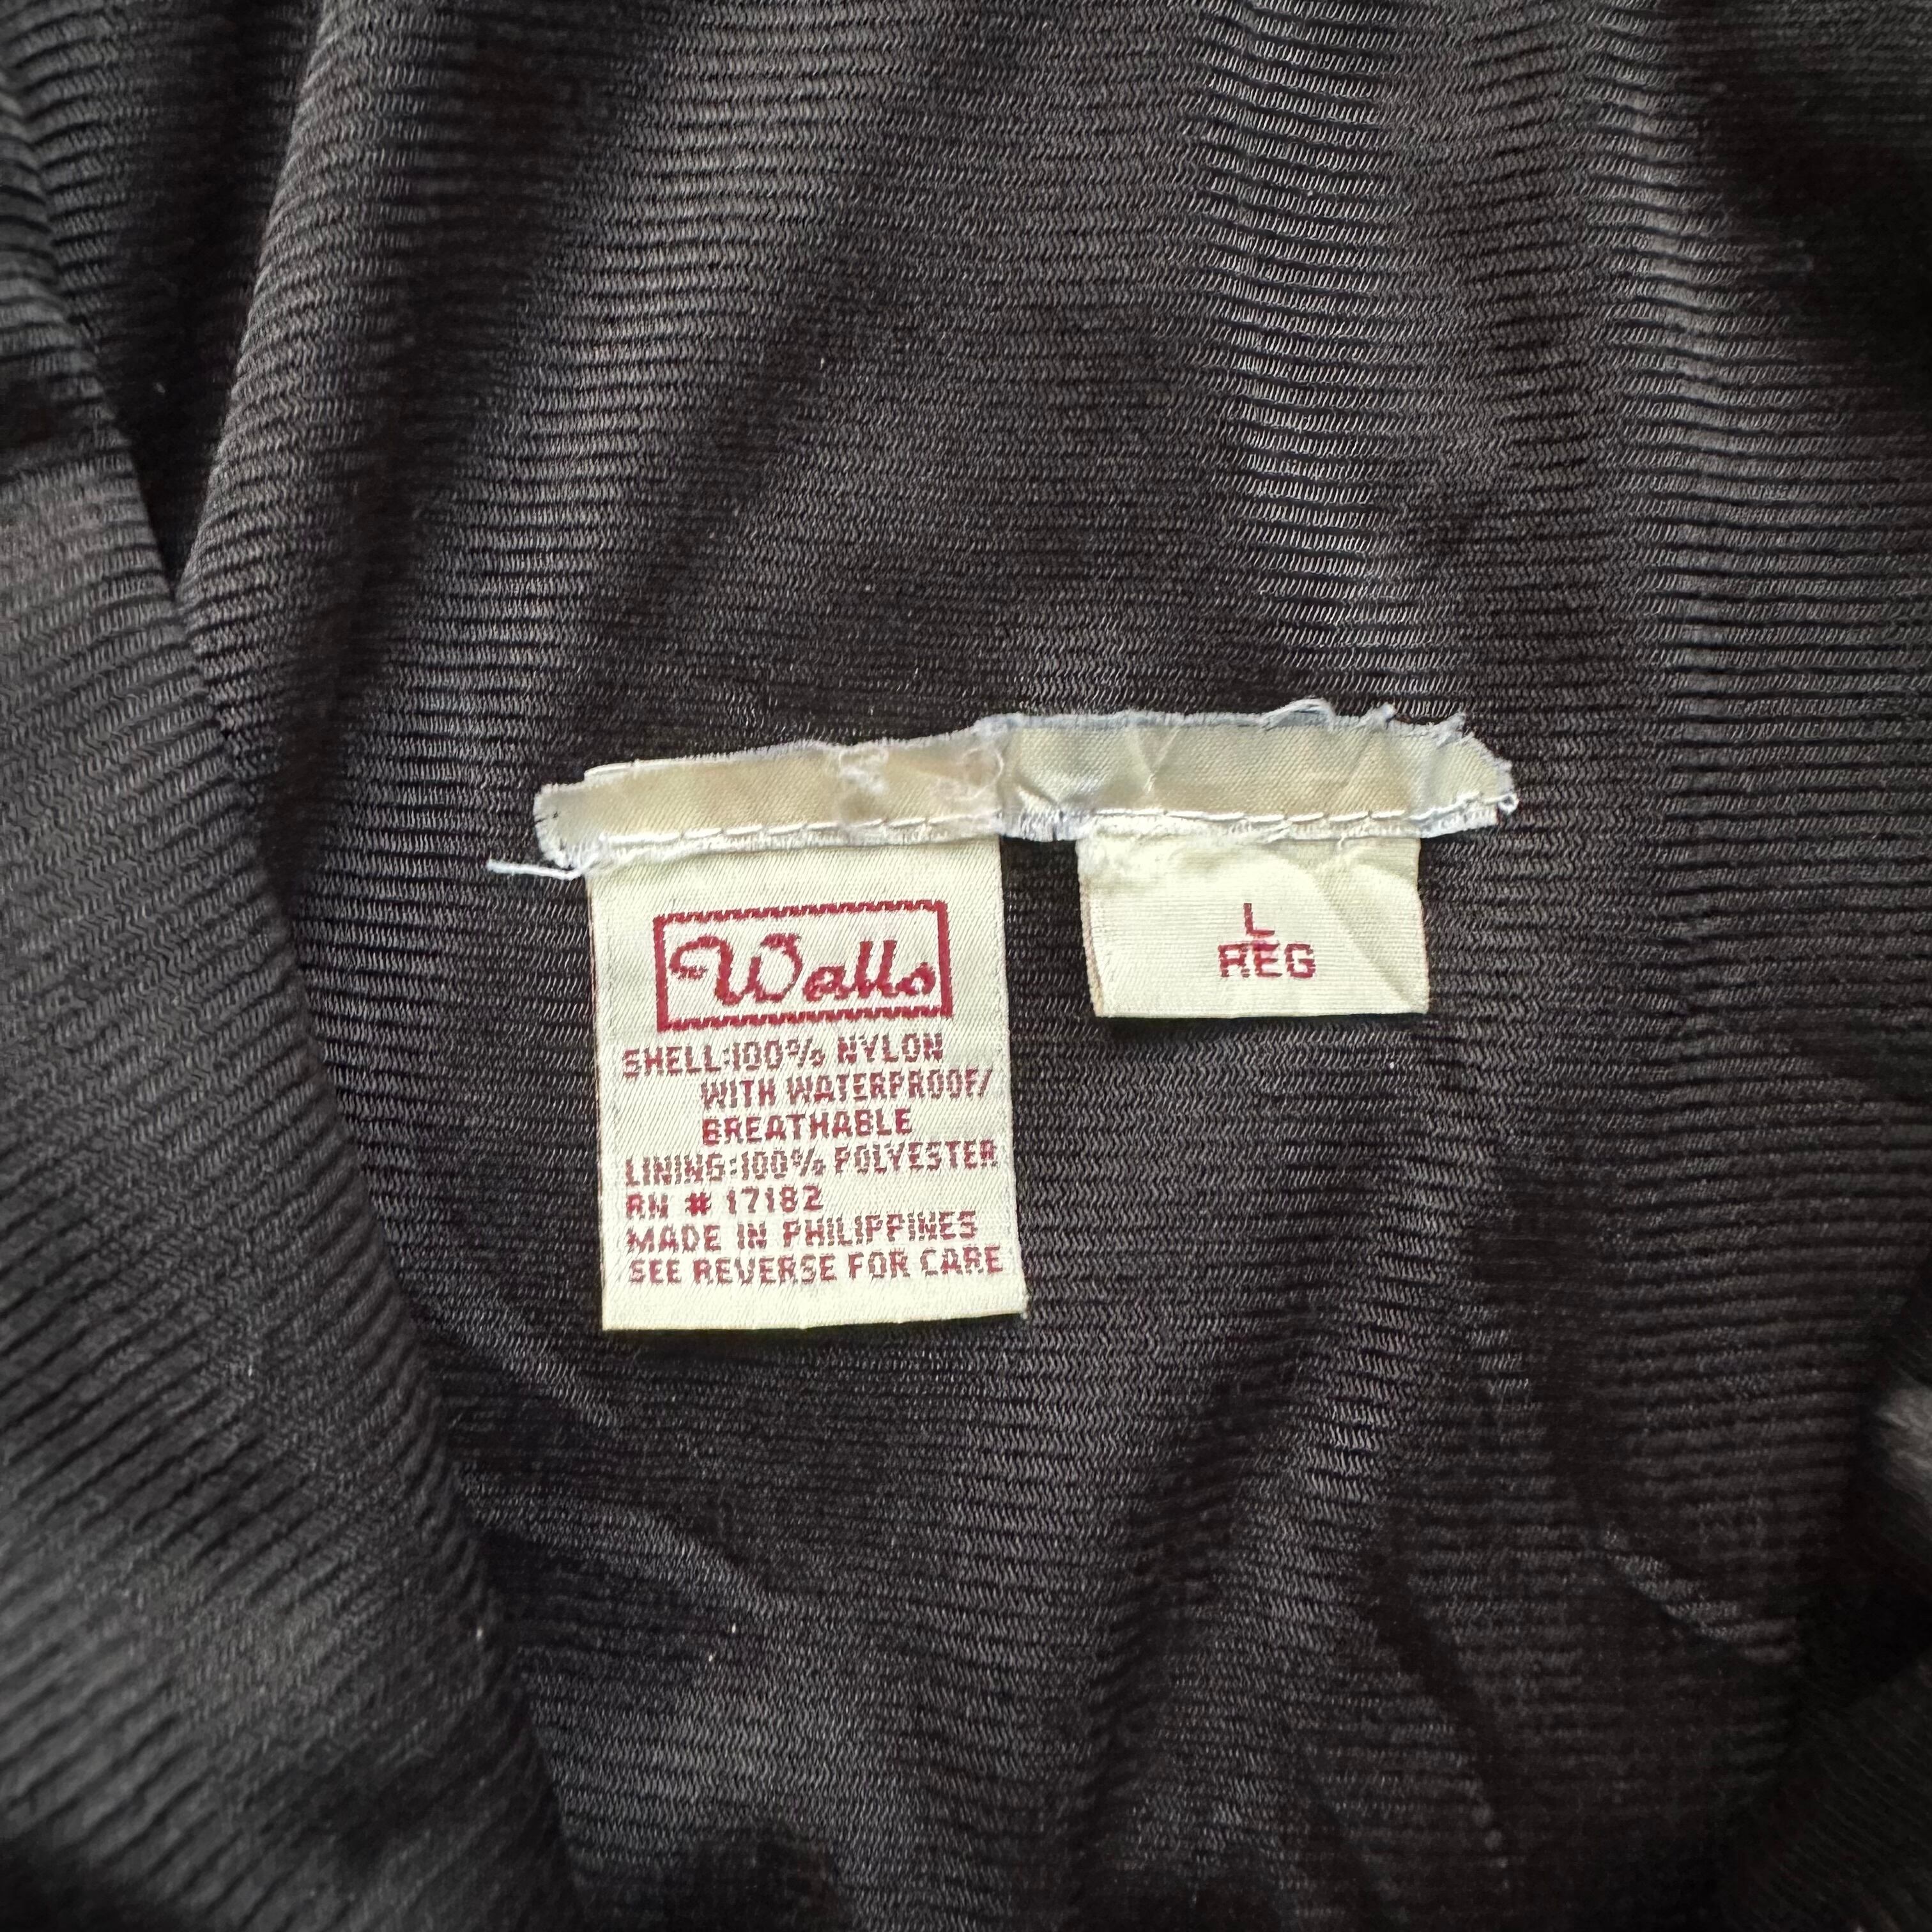 Walls
SHELL:100% NYLON
WITH WATERPROOF/
BREATHABLE
LINING:100% POLYESTER
RN # 17182
MADE IN PHILIPPINES
SEE REVERSE FOR CARE
L
REG